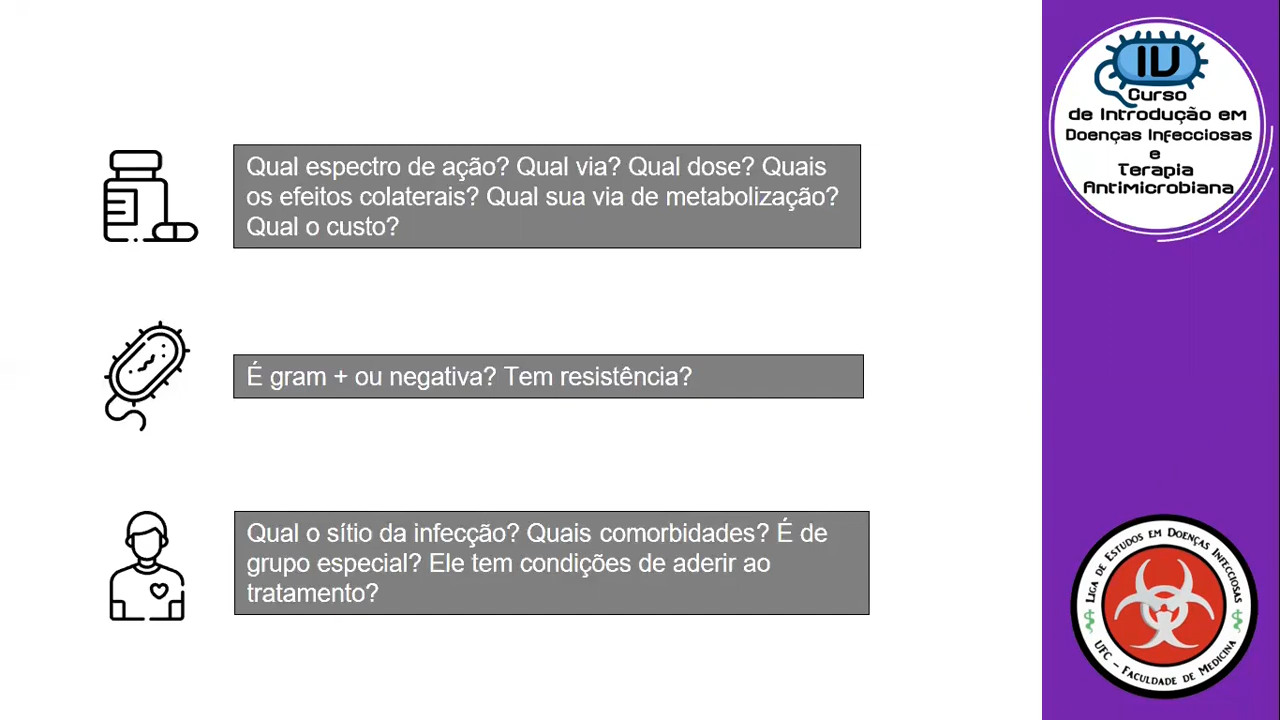 Qual espectro de ação? Qual via? Qual dose? Quais
os efeitos colaterais? Qual sua via de metabolização?
Qual o custo?
É gram + ou negativa? Tem resistência?
Qual o sítio da infecção? Quais comorbidades? É de
grupo especial? Ele tem condições de aderir ao
tratamento?
IV
Curso
de Introdução em
Doenças Infecciosas
e
Terapia
Antimicrobiana
LIGA DE ESTUDOS EM DOENÇAS INFECCIOSAS
UFC – FACULDADE DE MEDICINA